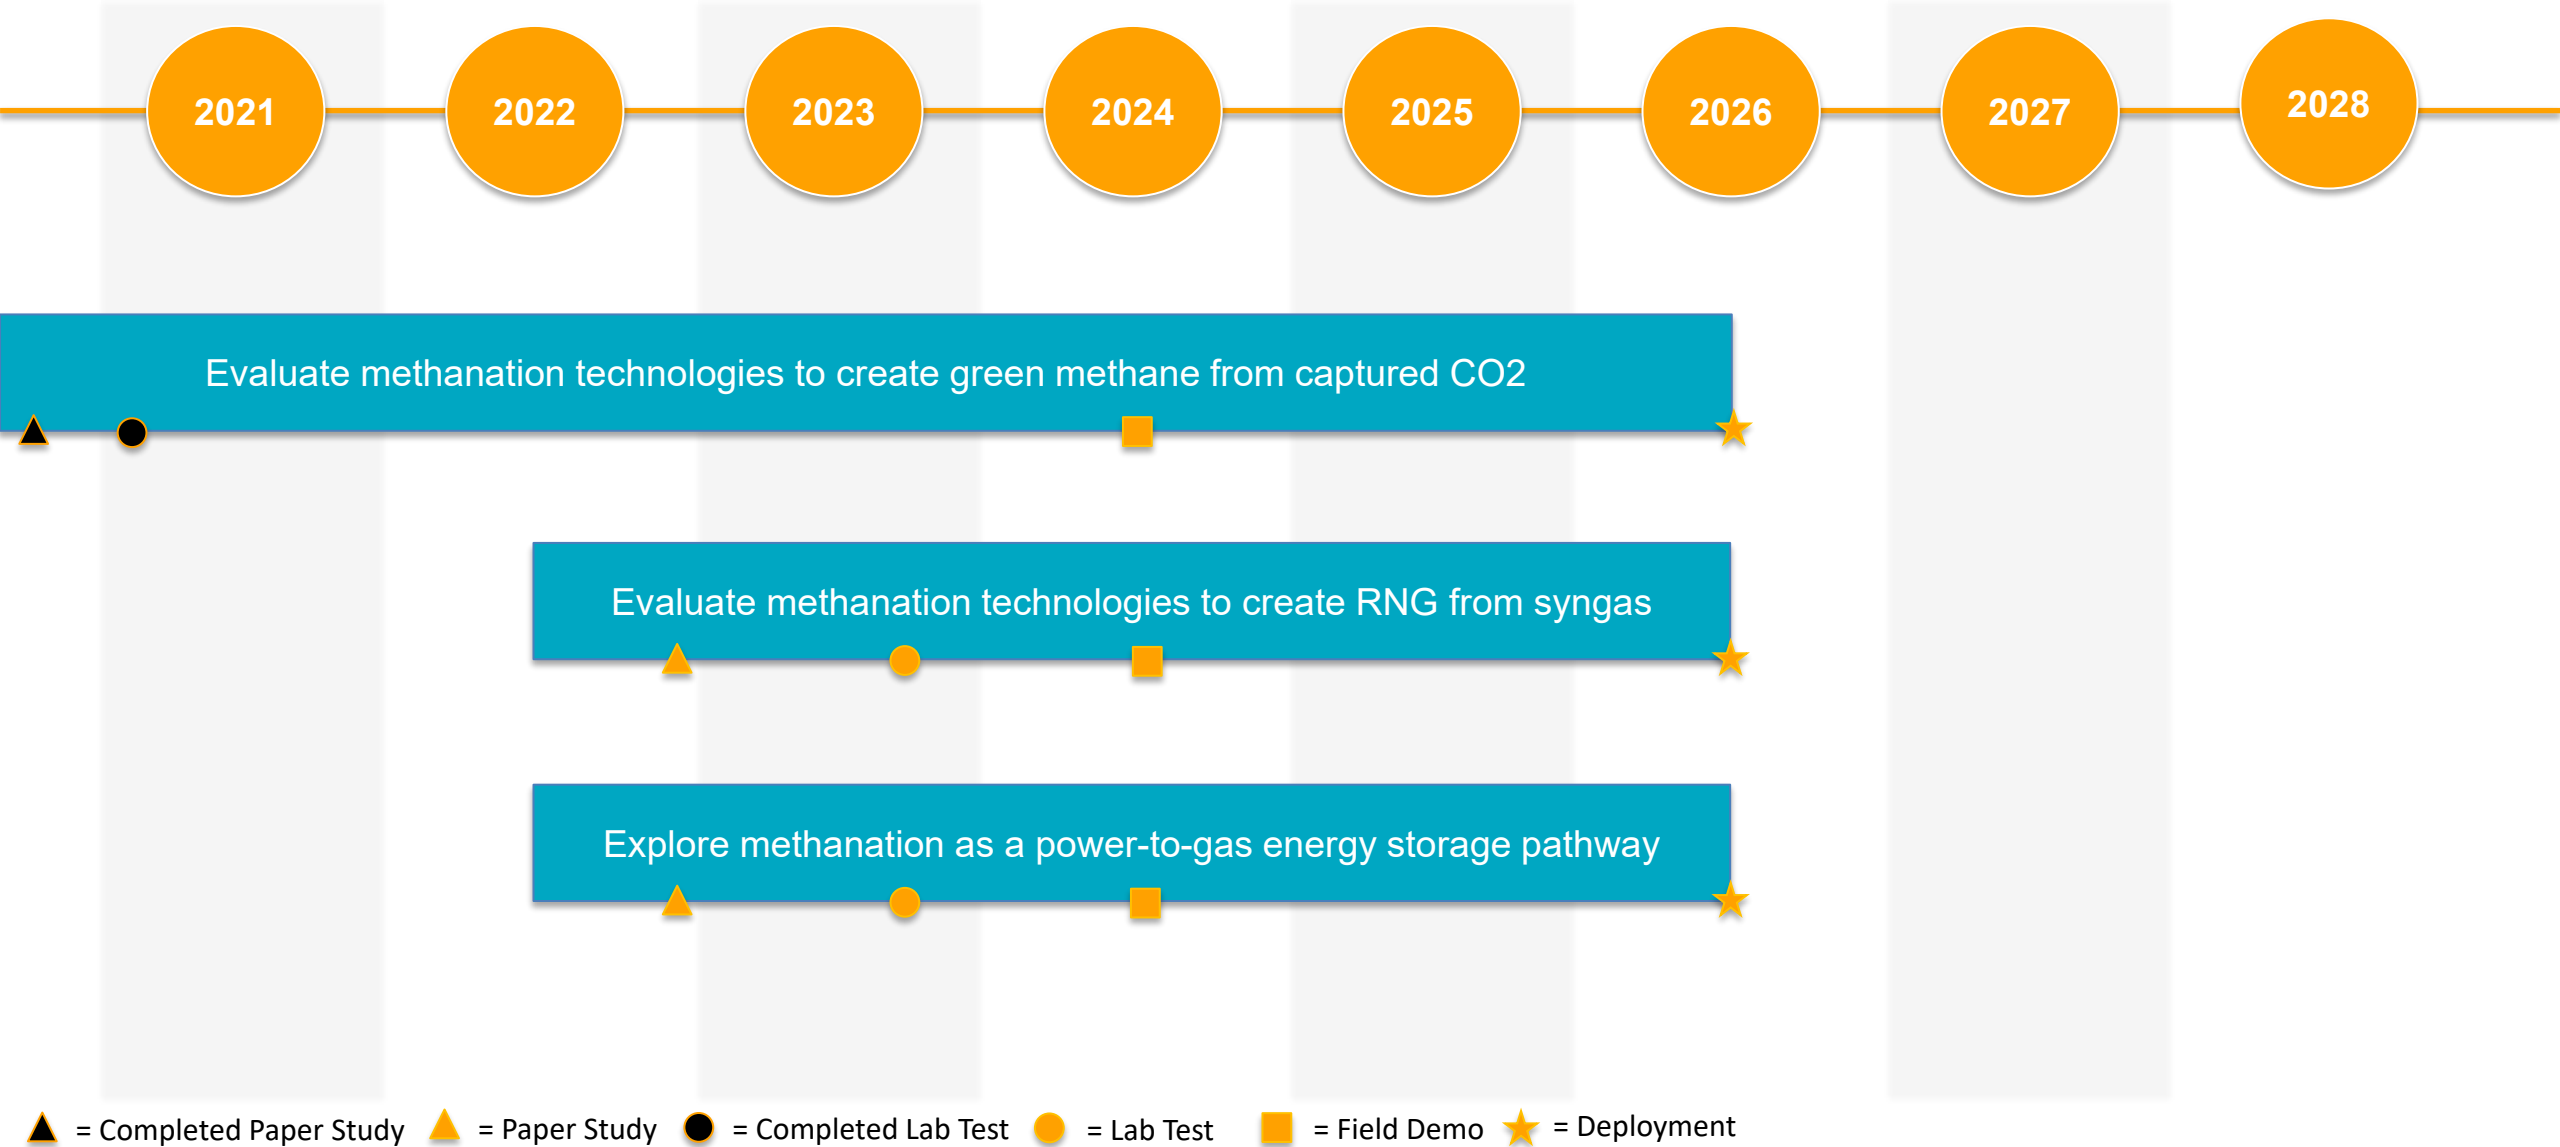 2021 2022 2023 2024 2025 2026 2027 2028
Evaluate methanation technologies to create green methane from captured CO2
Evaluate methanation technologies to create RNG from syngas
Explore methanation as a power-to-gas energy storage pathway
= Completed Paper Study = Paper Study = Completed Lab Test = Lab Test = Field Demo = Deployment